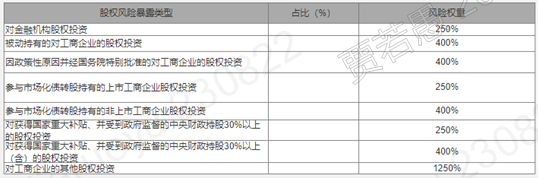 股权风险暴露类型 占比（%） 风险权重
对金融机构股权投资 250%
被动持有的对工商企业的股权投资 400%
因政策性原因并经国务院特别批准的对工商企业的股权投资 400%
参与市场化债转股持有的上市工商企业股权投资 250%
参与市场化债转股持有的非上市工商企业股权投资 400%
对获得国家重大补贴、并受到政府监督的中央财政持股30%以上
的股权投资 250%
对获得国家重大补贴、并受到政府监督的中央财政持股30%以上
（含）的股权投资 400%
对工商企业的其他股权投资 1250%
贾若愚
230822